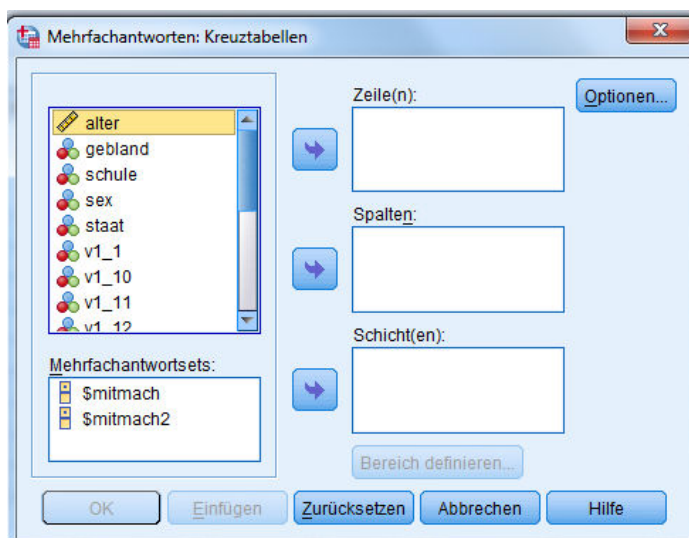 Mehrfachantworten: Kreuztabellen
alter
gebland
schule
sex
staat
v1_1
v1_10
v1_11
v1_12
Mehrfachantwortsets:
$mitmach
$mitmach2
Zeile(n):
Spalten:
Schicht(en):
Bereich definieren...
Optionen...
OK
Einfügen
Zurücksetzen
Abbrechen
Hilfe